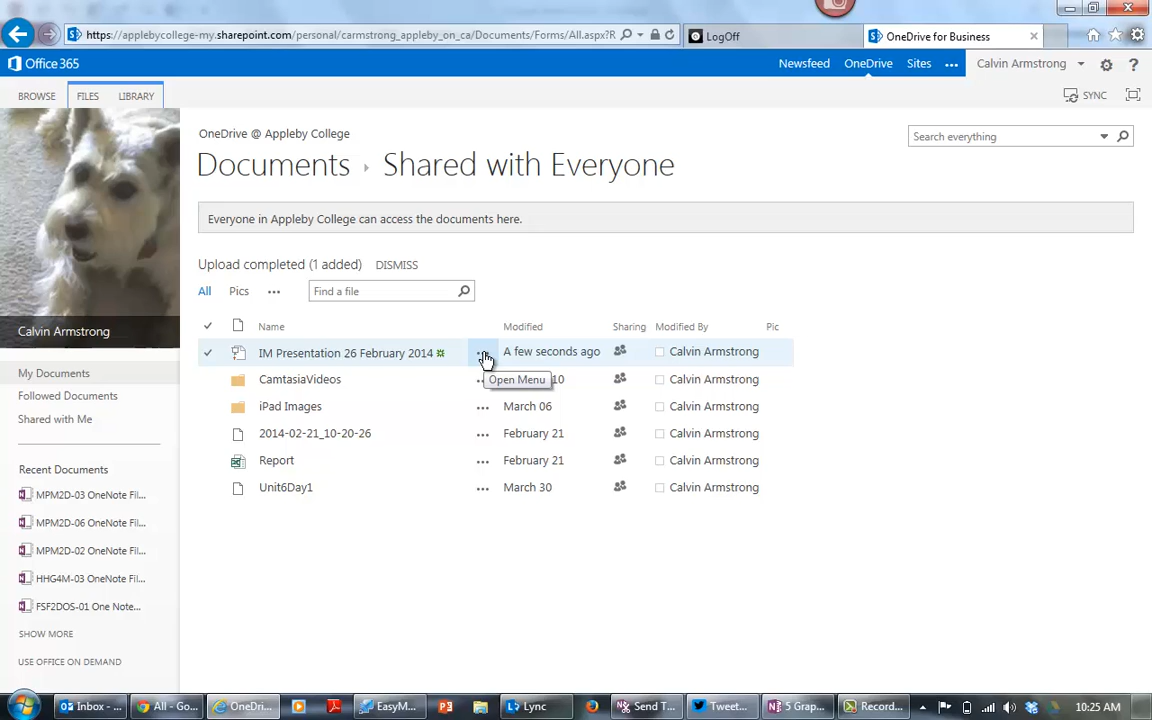 https://applebycollege-my.sharepoint.com/personal/carmstrong_appleby_on_ca/Documents/Forms/All.aspx?R
LogOff
OneDrive for Business
Office 365
Newsfeed
OneDrive
Sites
Calvin Armstrong
?
BROWSE
FILES
LIBRARY
SYNC
OneDrive @ Appleby College
Search everything
Documents
Shared with Everyone
Everyone in Appleby College can access the documents here.
Upload completed (1 added) DISMISS
All Pics ... Find a file
Name Modified Sharing Modified By Pic
IM Presentation 26 February 2014 ... A few seconds ago Calvin Armstrong
CamtasiaVideos ... 10 Calvin Armstrong
Open Menu
iPad Images ... March 06 Calvin Armstrong
2014-02-21_10-20-26 ... February 21 Calvin Armstrong
Report ... February 21 Calvin Armstrong
Unit6Day1 ... March 30 Calvin Armstrong
Calvin Armstrong
My Documents
Followed Documents
Shared with Me
Recent Documents
MPM2D-03 OneNote Fil...
MPM2D-06 OneNote Fil...
MPM2D-02 OneNote Fil...
HHG4M-03 OneNote Fil...
FSF2DOS-01 One Note...
SHOW MORE
USE OFFICE ON DEMAND
Inbox - ...
All - Go...
OneDri...
EasyM...
Lync
Send T...
Tweet...
5 Grap...
Record...
10:25 AM